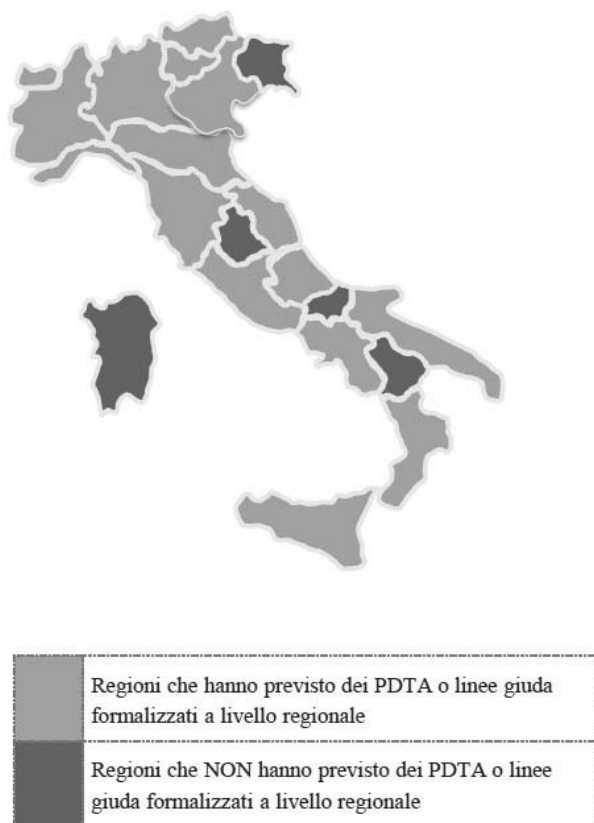 Regioni che hanno previsto dei PDTA o linee giuda
formalizzati a livello regionale
Regioni che NON hanno previsto dei PDTA o linee
giuda formalizzati a livello regionale